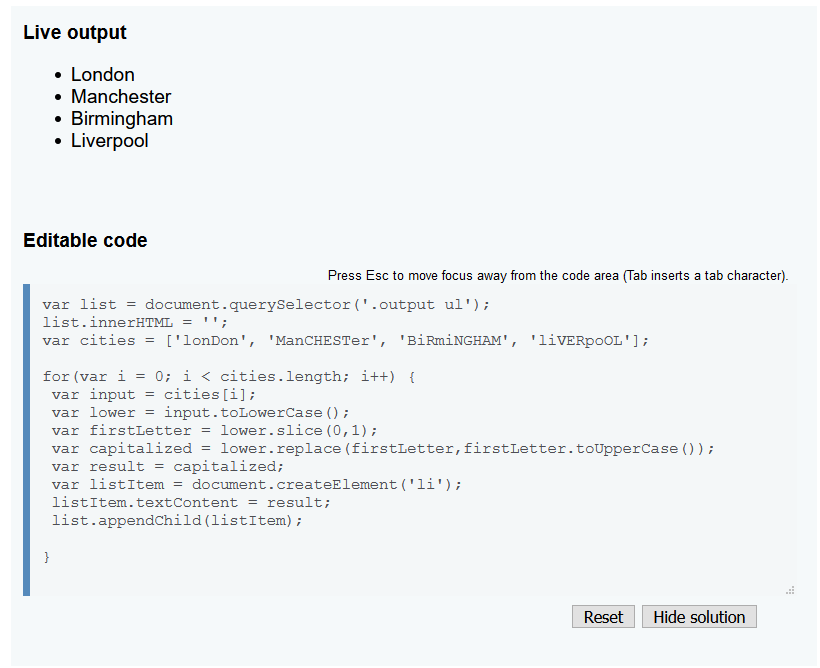 Live output
• London
• Manchester
• Birmingham
• Liverpool
Editable code
Press Esc to move focus away from the code area (Tab inserts a tab character).
var list = document.querySelector('.output ul');
list.innerHTML = '';
var cities = ['lonDon', 'ManCHESTer', 'BiRmiNGHAM', 'liVERpoOL'];

for(var i = 0; i < cities.length; i++) {
 var input = cities[i];
 var lower = input.toLowerCase();
 var firstLetter = lower.slice(0,1);
 var capitalized = lower.replace(firstLetter,firstLetter.toUpperCase());
 var result = capitalized;
 var listItem = document.createElement('li');
 listItem.textContent = result;
 list.appendChild(listItem);

}
Reset Hide solution